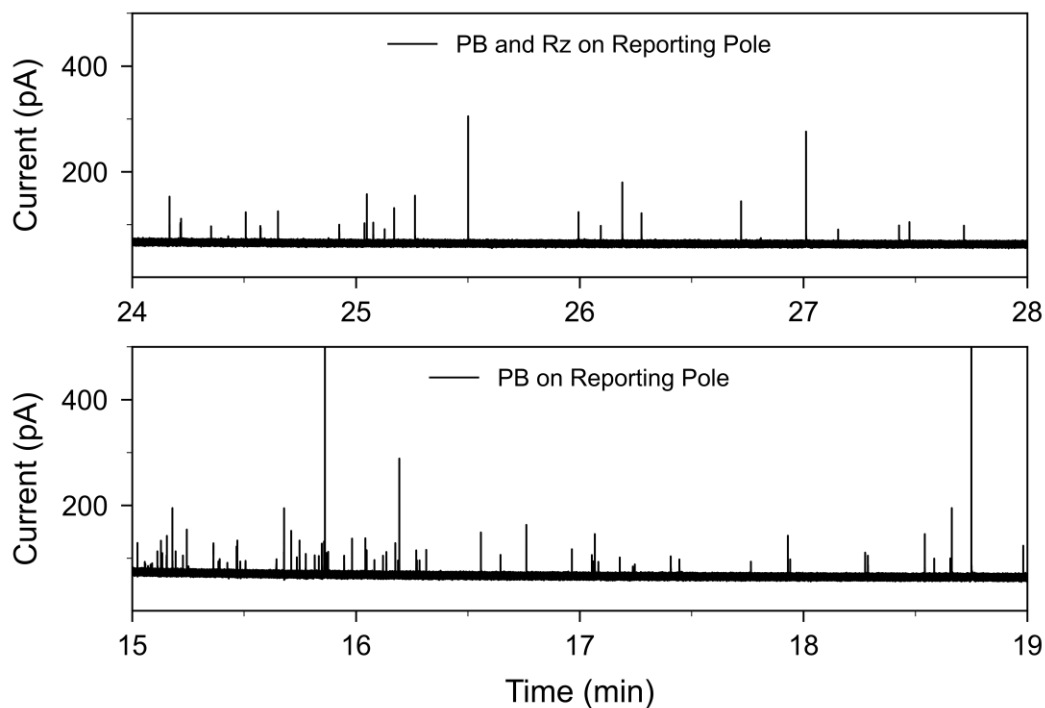 Current (pA)
400
200
PB and Rz on Reporting Pole
24 25 26 27 28
Current (pA)
400
200
PB on Reporting Pole
15 16 17 18 19
Time (min)